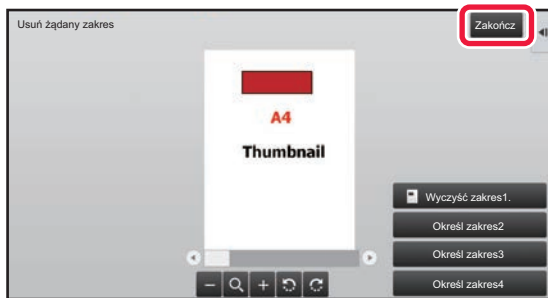 Usuń żądany zakres
Zakończ
A4
Thumbnail
Wyczyść zakres1.
Określ zakres2
Określ zakres3
Określ zakres4